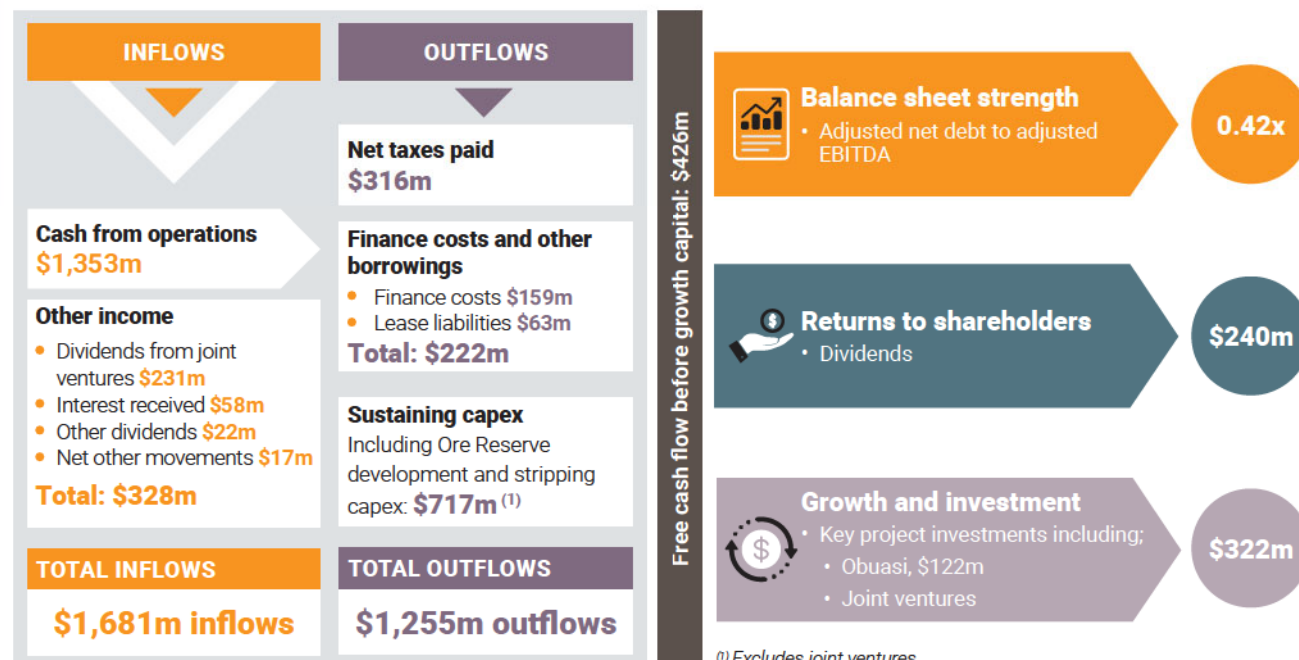 INFLOWS
Cash from operations
$1,353m
Other income
• Dividends from joint
ventures $231m
• Interest received $58m
• Other dividends $22m
• Net other movements $17m
Total: $328m
TOTAL INFLOWS
$1,681m inflows
OUTFLOWS
Net taxes paid
$316m
Finance costs and other
borrowings
• Finance costs $159m
• Lease liabilities $63m
Total: $222m
Sustaining capex
Including Ore Reserve
development and stripping
capex: $717m (1)
TOTAL OUTFLOWS
$1,255m outflows
Free cash flow before growth capital: $426m
Balance sheet strength
• Adjusted net debt to adjusted
EBITDA
0.42x
Returns to shareholders
• Dividends
$240m
Growth and investment
• Key project investments including;
• Obuasi, $122m
• Joint ventures
$322m
(1) Excludes joint ventures